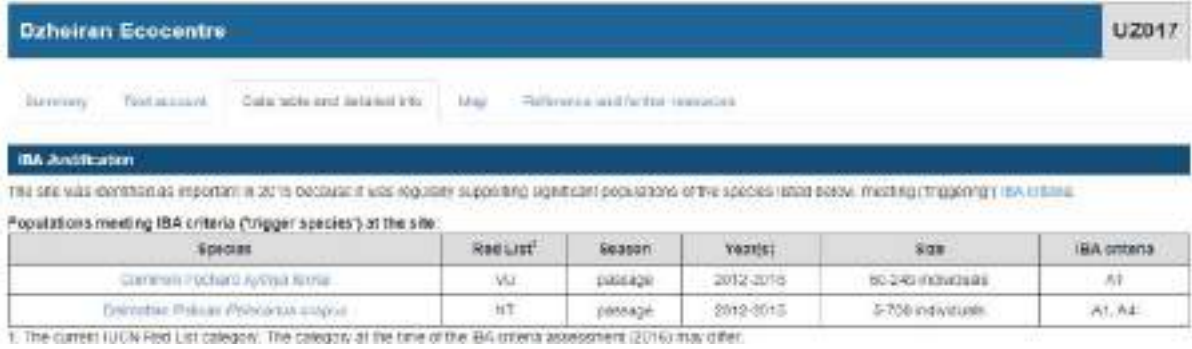 Dzheiran Ecocentre UZ017
Summary Text account Data table and detailed info Map Reference and further resources
IBA Justification
The site was identified as important in 2016 because it was regularly supporting significant populations of the species listed below, meeting ('triggering') IBA criteria.
Populations meeting IBA criteria ('trigger species') at the site:
Species Red List¹ Season Year(s) Size IBA criteria
Common Pochard Aythya ferina VU passage 2012-2015 individuals A1
Dalmatian Pelican Pelecanus crispus NT passage 2012-2015 individuals A1, A4i
1. The current IUCN Red List category. The category at the time of the IBA criteria assessment (2016) may differ.